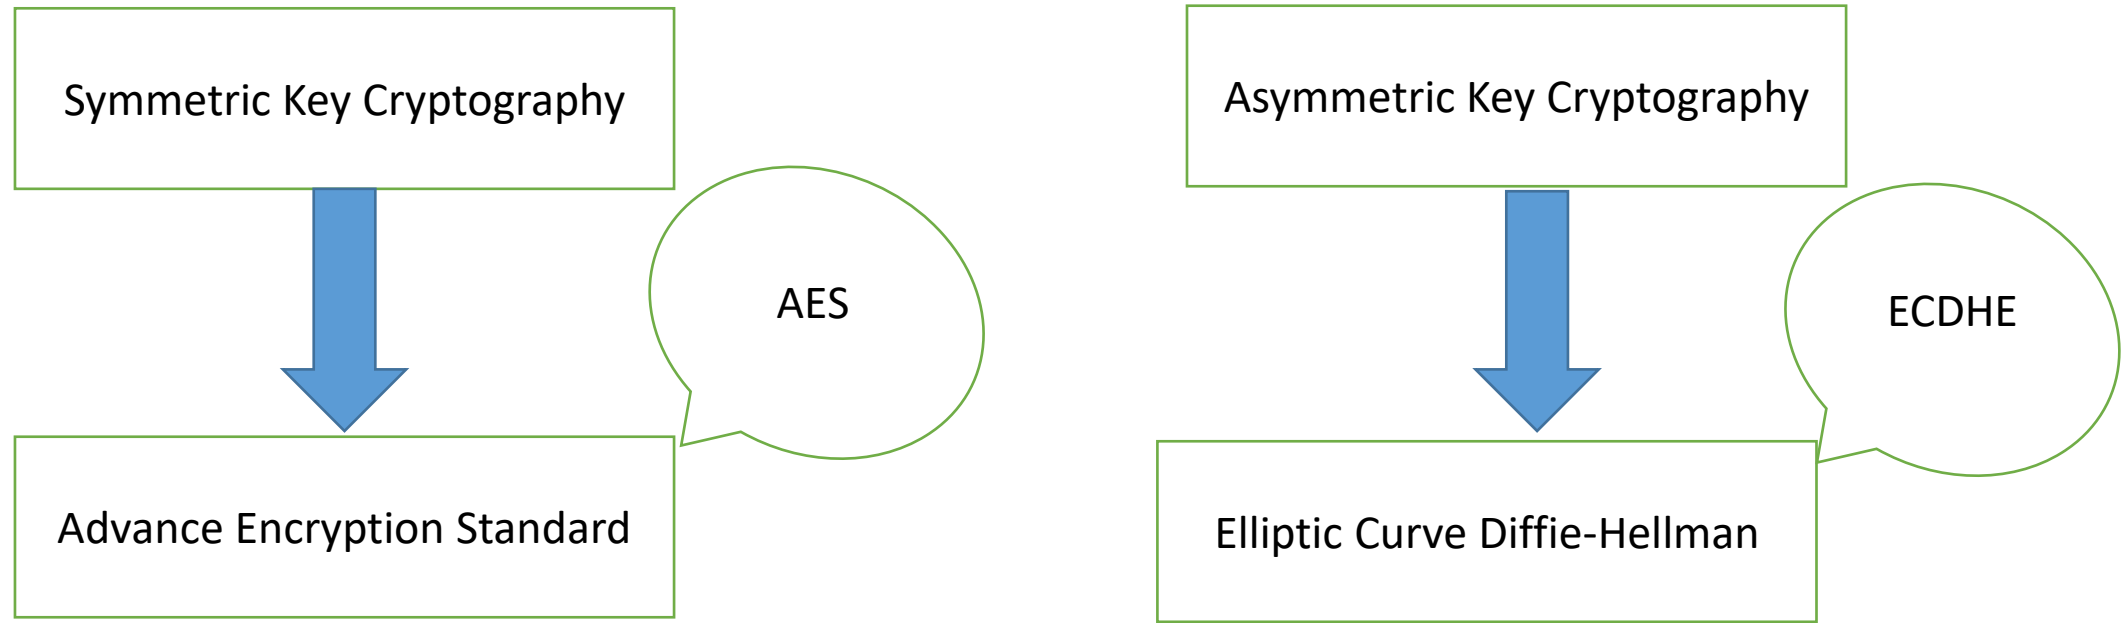 Symmetric Key Cryptography
Asymmetric Key Cryptography
AES
ECDHE
Advance Encryption Standard
Elliptic Curve Diffie-Hellman